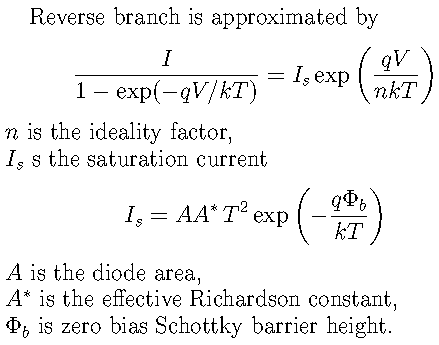 Reverse branch is approximated by
I / (1 − exp(−qV/kT)) = I_s exp (qV / nkT)
n is the ideality factor,
I_s s the saturation current
I_s = AA* T² exp (− qΦ_b / kT)
A is the diode area,
A* is the effective Richardson constant,
Φ_b is zero bias Schottky barrier height.